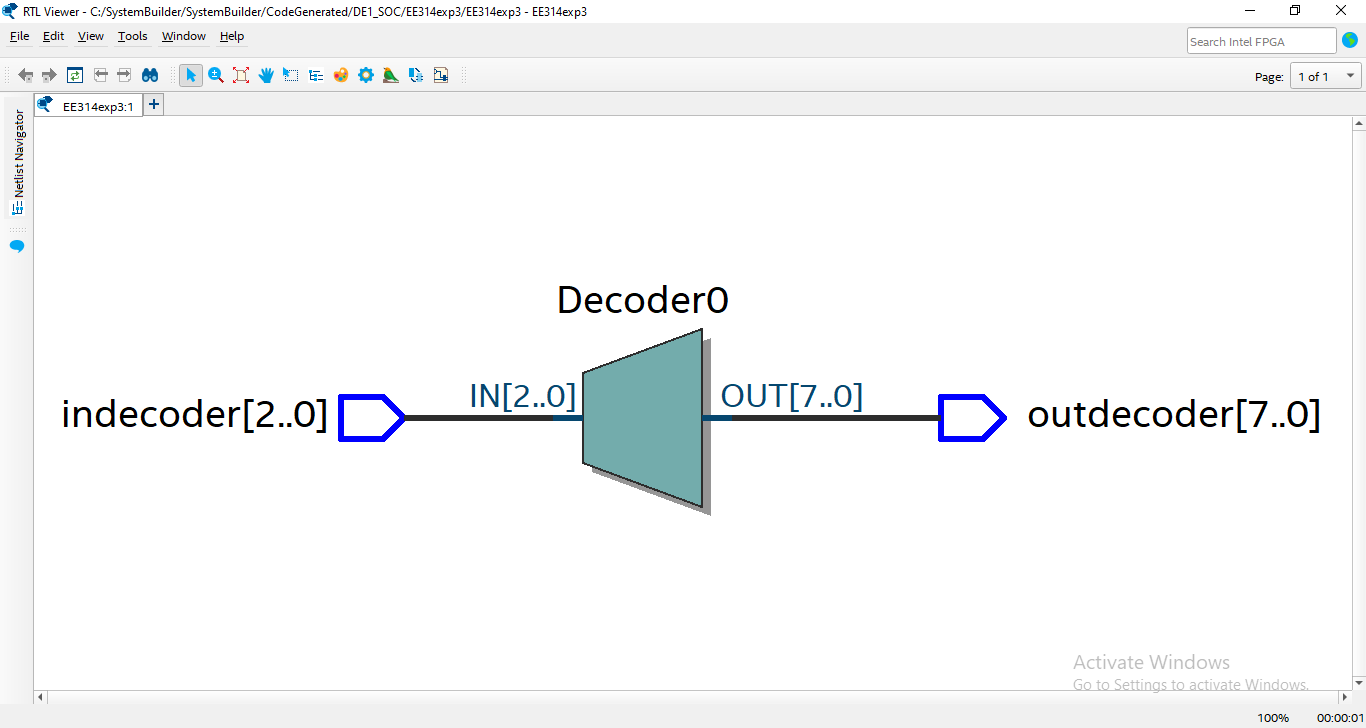 RTL Viewer - C:/SystemBuilder/SystemBuilder/CodeGenerated/DE1_SOC/EE314exp3/EE314exp3 - EE314exp3
File Edit View Tools Window Help
Search Intel FPGA
Page: 1 of 1
EE314exp3:1 +
Netlist Navigator
Decoder0
IN[2..0] OUT[7..0]
indecoder[2..0] outdecoder[7..0]
Activate Windows
Go to Settings to activate Windows.
100% 00:00:01